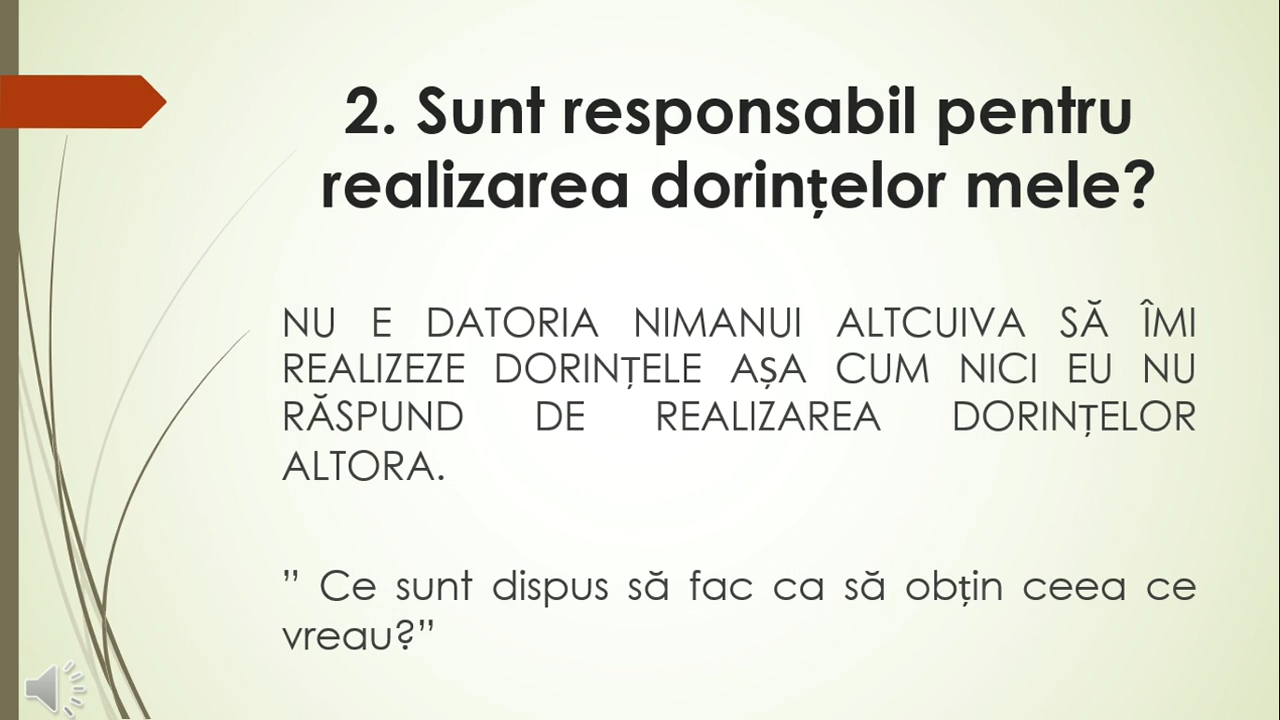 2. Sunt responsabil pentru
realizarea dorințelor mele?
NU E DATORIA NIMANUI ALTCUIVA SĂ ÎMI
REALIZEZE DORINȚELE AȘA CUM NICI EU NU
RĂSPUND DE REALIZAREA DORINȚELOR
ALTORA.
” Ce sunt dispus să fac ca să obțin ceea ce
vreau?”